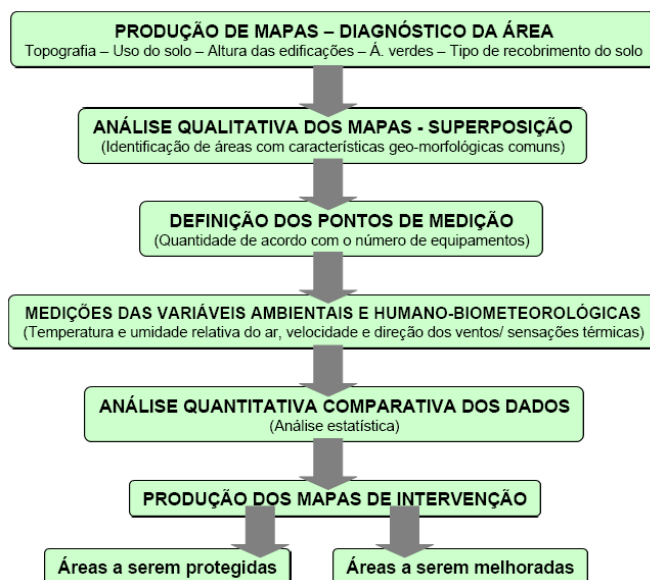 PRODUÇÃO DE MAPAS – DIAGNÓSTICO DA ÁREA
Topografia – Uso do solo – Altura das edificações – Á. verdes – Tipo de recobrimento do solo
ANÁLISE QUALITATIVA DOS MAPAS - SUPERPOSIÇÃO
(Identificação de áreas com características geo-morfológicas comuns)
DEFINIÇÃO DOS PONTOS DE MEDIÇÃO
(Quantidade de acordo com o número de equipamentos)
MEDIÇÕES DAS VARIÁVEIS AMBIENTAIS E HUMANO-BIOMETEOROLÓGICAS
(Temperatura e umidade relativa do ar, velocidade e direção dos ventos/ sensações térmicas)
ANÁLISE QUANTITATIVA COMPARATIVA DOS DADOS
(Análise estatística)
PRODUÇÃO DOS MAPAS DE INTERVENÇÃO
Áreas a serem protegidas
Áreas a serem melhoradas